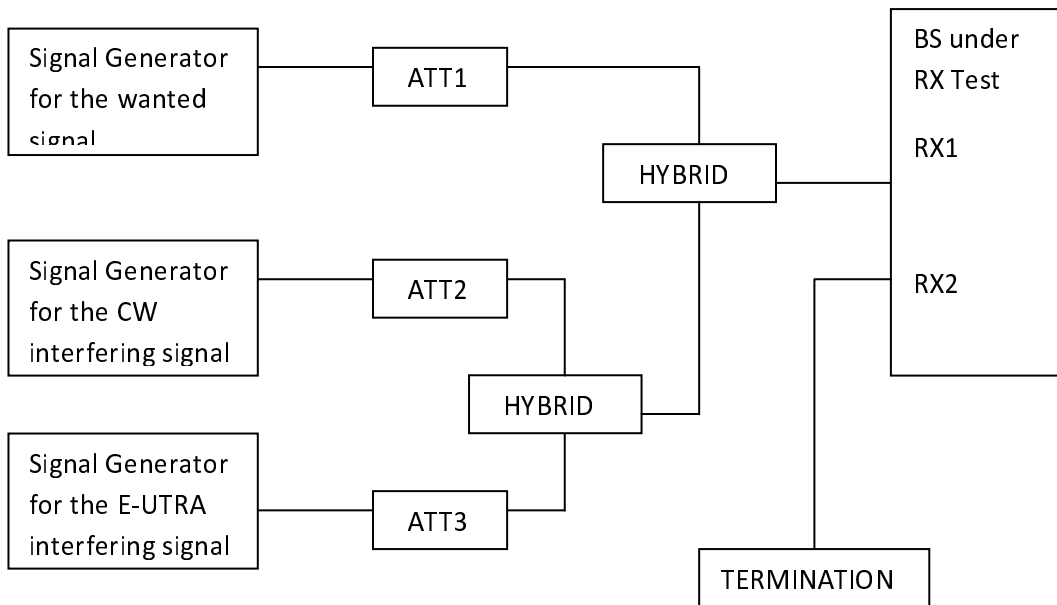 Signal Generator
for the wanted
signal
ATT1
HYBRID
BS under
RX Test
RX1
RX2
Signal Generator
for the CW
interfering signal
ATT2
HYBRID
Signal Generator
for the E-UTRA
interfering signal
ATT3
TERMINATION